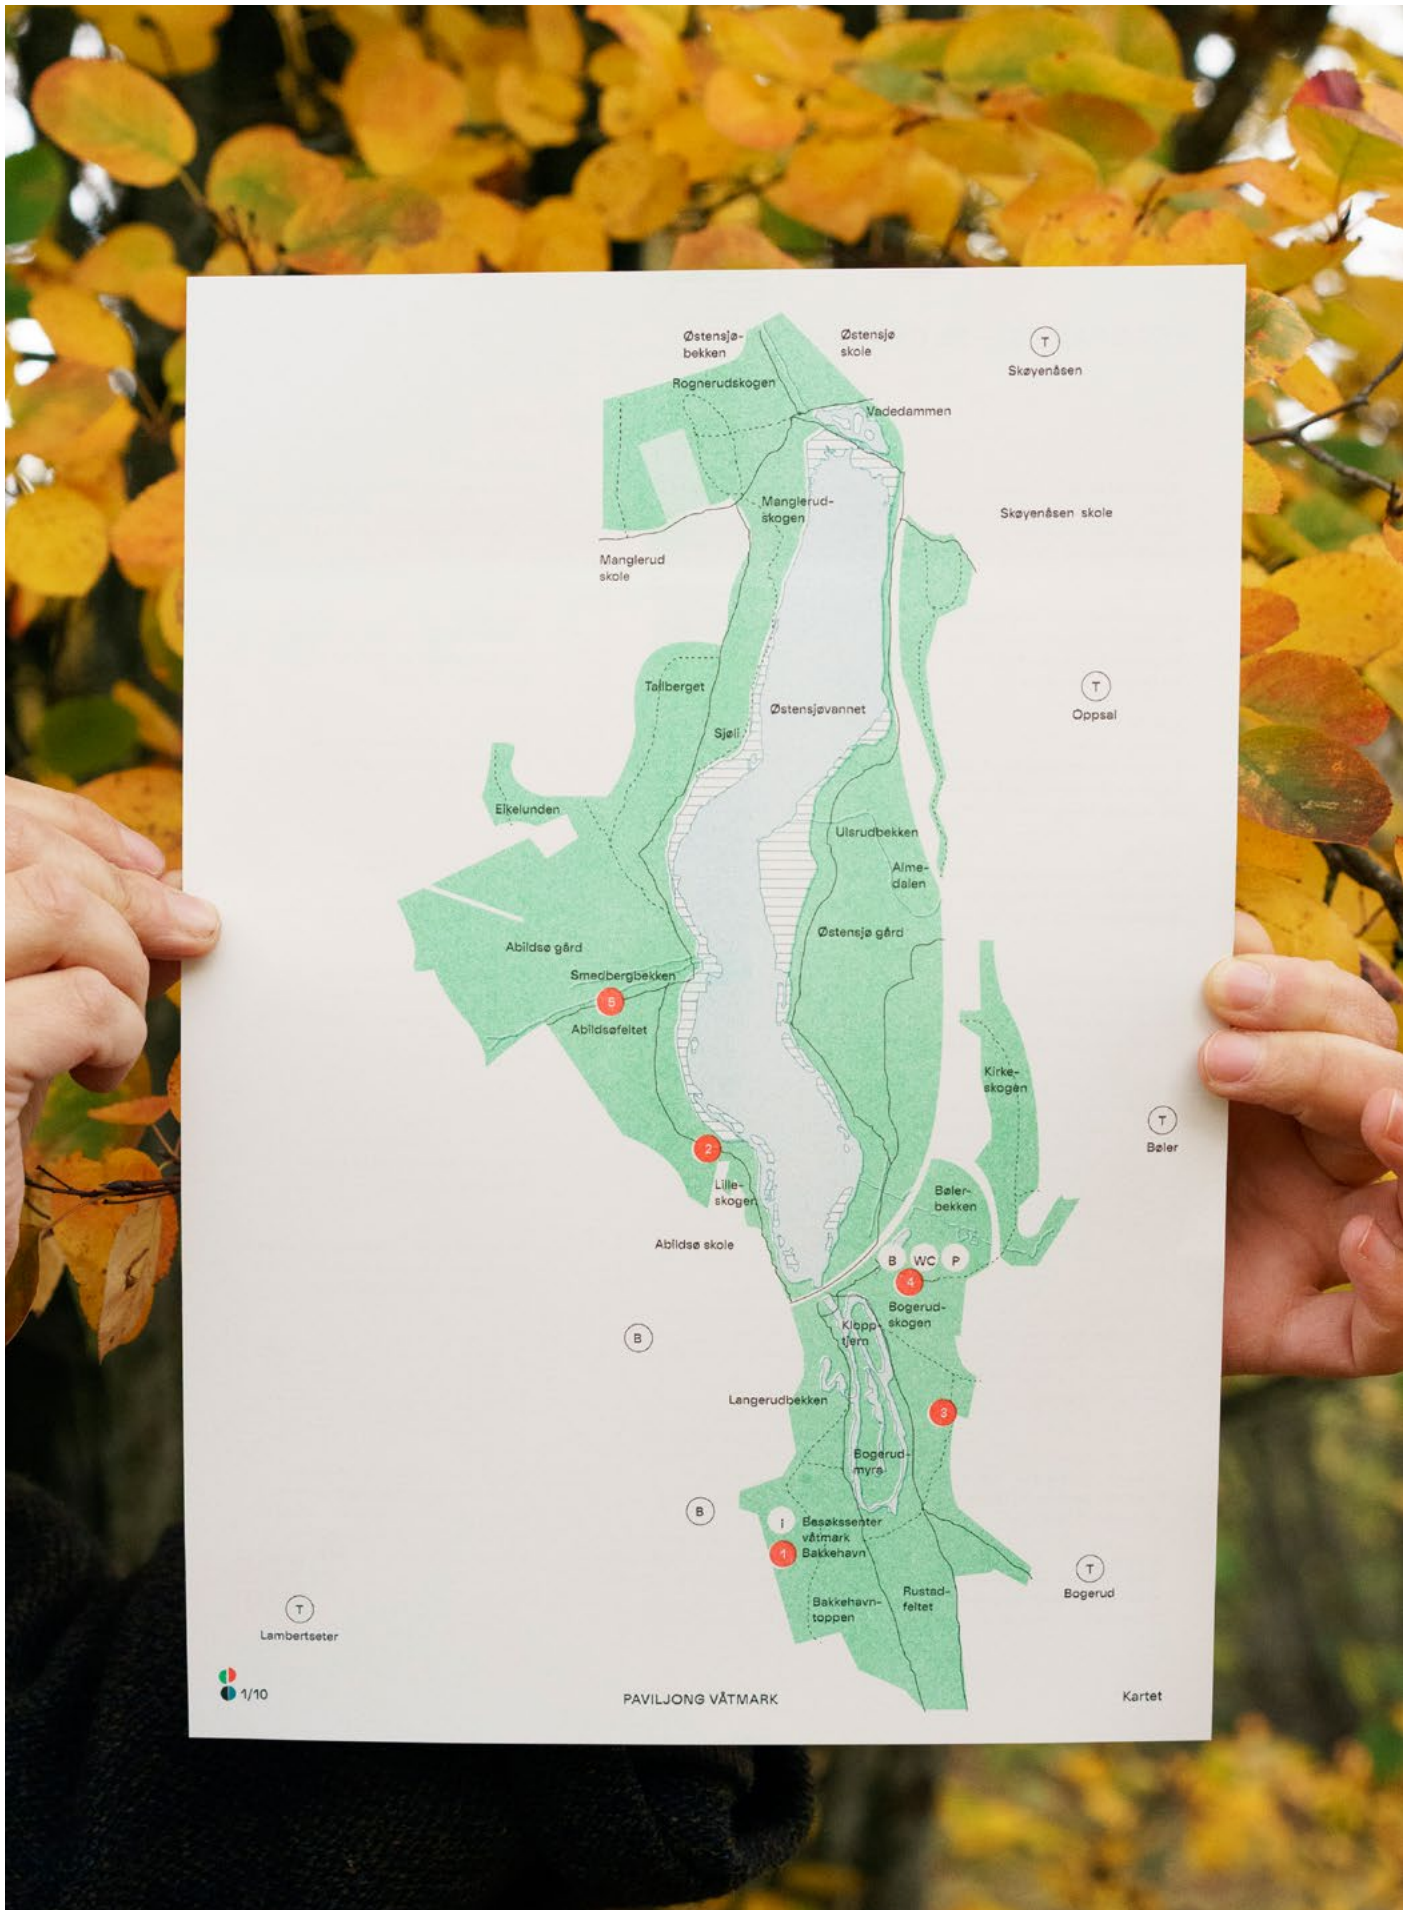 Østensjø-
bekken
Østensjø
skole
T
Skøyenåsen
Rognerudskogen
Vadedammen
Manglerud-
skogen
Skøyenåsen skole
Manglerud
skole
Tallberget
T
Oppsal
Østensjøvannet
Sjøli
Eikelunden
Ulsrudbekken
Alme-
dalen
Østensjø gård
Abildsø gård
Smedbergbekken
5
Abildsøfeltet
Kirke-
skogen
T
Bøler
2
Lille-
skogen
Bøler-
bekken
Abildsø skole
B
WC
P
4
Bogerud-
skogen
Klopp-
tjern
B
Langerudbekken
3
Bogerud-
myra
B
i
Besøkssenter
våtmark
1
Bakkehavn
T
Bogerud
Rustad-
feltet
Bakkehavn-
toppen
T
Lambertseter
1/10
PAVILJONG VÅTMARK
Kartet